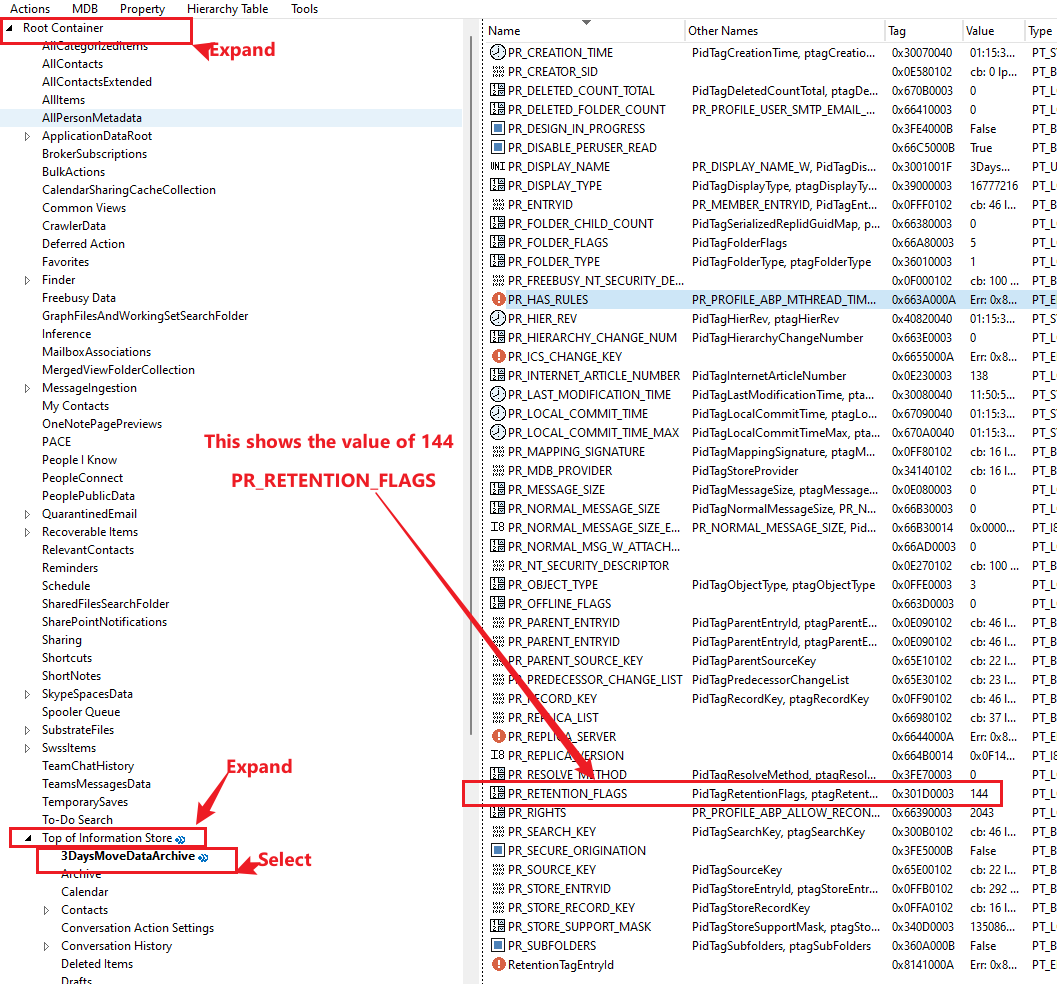 Actions MDB Property Hierarchy Table Tools
Root Container
Expand
AllCategorizedItems
AllContacts
AllContactsExtended
AllItems
AllPersonMetadata
ApplicationDataRoot
BrokerSubscriptions
BulkActions
CalendarSharingCacheCollection
Common Views
CrawlerData
Deferred Action
Favorites
Finder
Freebusy Data
GraphFilesAndWorkingSetSearchFolder
Inference
MailboxAssociations
MergedViewFolderCollection
MessageIngestion
My Contacts
OneNotePagePreviews
PACE
People I Know
PeopleConnect
PeoplePublicData
QuarantinedEmail
Recoverable Items
RelevantContacts
Reminders
Schedule
SharedFilesSearchFolder
SharePointNotifications
Sharing
Shortcuts
ShortNotes
SkypeSpacesData
Spooler Queue
SubstrateFiles
SwssItems
TeamChatHistory
TeamsMessagesData
TemporarySaves
To-Do Search
Expand
Top of Information Store
3DaysMoveDataArchive
Select
Archive
Calendar
Contacts
Conversation Action Settings
Conversation History
Deleted Items
Drafts
This shows the value of 144
PR_RETENTION_FLAGS
Name Other Names Tag Value Type
PR_CREATION_TIME PidTagCreationTime, ptagCreatio... 0x30070040 01:15:3... PT_S
PR_CREATOR_SID 0x0E580102 cb: 0 lp... PT_B
PR_DELETED_COUNT_TOTAL PidTagDeletedCountTotal, ptagDe... 0x670B0003 0 PT_L
PR_DELETED_FOLDER_COUNT PR_PROFILE_USER_SMTP_EMAIL_... 0x66410003 0 PT_L
PR_DESIGN_IN_PROGRESS 0x3FE4000B False PT_B
PR_DISABLE_PERUSER_READ 0x66C5000B True PT_B
PR_DISPLAY_NAME PR_DISPLAY_NAME_W, PidTagDis... 0x3001001F 3Days... PT_U
PR_DISPLAY_TYPE PidTagDisplayType, ptagDisplayTy... 0x39000003 16777216 PT_L
PR_ENTRYID PR_MEMBER_ENTRYID, PidTagEnt... 0x0FFF0102 cb: 46 l... PT_B
PR_FOLDER_CHILD_COUNT PidTagSerializedReplidGuidMap, p... 0x66380003 0 PT_L
PR_FOLDER_FLAGS PidTagFolderFlags 0x66A80003 5 PT_L
PR_FOLDER_TYPE PidTagFolderType, ptagFolderType 0x36010003 1 PT_L
PR_FREEBUSY_NT_SECURITY_DE... 0x0F000102 cb: 100 ... PT_B
PR_HAS_RULES PR_PROFILE_ABP_MTHREAD_TIM... 0x663A000A Err: 0x8... PT_E
PR_HIER_REV PidTagHierRev, ptagHierRev 0x40820040 01:15:3... PT_S
PR_HIERARCHY_CHANGE_NUM PidTagHierarchyChangeNumber 0x663E0003 0 PT_L
PR_ICS_CHANGE_KEY 0x6655000A Err: 0x8... PT_E
PR_INTERNET_ARTICLE_NUMBER PidTagInternetArticleNumber 0x0E230003 138 PT_L
PR_LAST_MODIFICATION_TIME PidTagLastModificationTime, pta... 0x30080040 11:50:5... PT_S
PR_LOCAL_COMMIT_TIME PidTagLocalCommitTime, ptagLo... 0x67090040 01:15:3... PT_S
PR_LOCAL_COMMIT_TIME_MAX PidTagLocalCommitTimeMax, pta... 0x670A0040 01:15:3... PT_S
PR_MAPPING_SIGNATURE PidTagMappingSignature, ptagM... 0x0FF80102 cb: 16 l... PT_B
PR_MDB_PROVIDER PidTagStoreProvider 0x34140102 cb: 16 l... PT_B
PR_MESSAGE_SIZE PidTagMessageSize, ptagMessage... 0x0E080003 0 PT_L
PR_NORMAL_MESSAGE_SIZE PidTagNormalMessageSize, PR_N... 0x66B30003 0 PT_L
PR_NORMAL_MESSAGE_SIZE_E... PR_NORMAL_MESSAGE_SIZE, Pid... 0x66B30014 0x0000... PT_I8
PR_NORMAL_MSG_W_ATTACH... 0x66AD0003 0 PT_L
PR_NT_SECURITY_DESCRIPTOR 0x0E270102 cb: 100 ... PT_B
PR_OBJECT_TYPE PidTagObjectType, ptagObjectType 0x0FFE0003 3 PT_L
PR_OFFLINE_FLAGS 0x663D0003 0 PT_L
PR_PARENT_ENTRYID PidTagParentEntryId, ptagParentE... 0x0E090102 cb: 46 l... PT_B
PR_PARENT_ENTRYID PidTagParentEntryId, ptagParentE... 0x0E090102 cb: 46 l... PT_B
PR_PARENT_SOURCE_KEY PidTagParentSourceKey 0x65E10102 cb: 22 l... PT_B
PR_PREDECESSOR_CHANGE_LIST PidTagPredecessorChangeList 0x65E30102 cb: 23 l... PT_B
PR_RECORD_KEY PidTagRecordKey, ptagRecordKey 0x0FF90102 cb: 46 l... PT_B
PR_REPLICA_LIST 0x66980102 cb: 37 l... PT_B
PR_REPLICA_SERVER 0x6644000A Err: 0x8... PT_E
PR_REPLICA_VERSION 0x664B0014 0x0F14... PT_I8
PR_RESOLVE_METHOD PidTagResolveMethod, ptagResol... 0x3FE70003 0 PT_L
PR_RETENTION_FLAGS PidTagRetentionFlags, ptagRetent... 0x301D0003 144 PT_L
PR_RIGHTS PR_PROFILE_ABP_ALLOW_RECON... 0x66390003 2043 PT_L
PR_SEARCH_KEY PidTagSearchKey, ptagSearchKey 0x300B0102 cb: 46 l... PT_B
PR_SECURE_ORIGINATION 0x3FE5000B False PT_B
PR_SOURCE_KEY PidTagSourceKey 0x65E00102 cb: 22 l... PT_B
PR_STORE_ENTRYID PidTagStoreEntryId, ptagStoreEntr... 0x0FFB0102 cb: 292 ... PT_B
PR_STORE_RECORD_KEY PidTagStoreRecordKey 0x0FFA0102 cb: 16 l... PT_B
PR_STORE_SUPPORT_MASK PidTagStoreSupportMask, ptagSto... 0x340D0003 135086... PT_L
PR_SUBFOLDERS PidTagSubfolders, ptagSubFolders 0x360A000B False PT_B
RetentionTagEntryId 0x8141000A Err: 0x8... PT_E